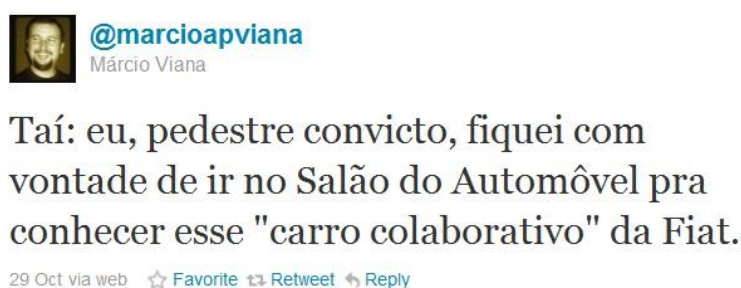 @marcioapviana
Márcio Viana
Taí: eu, pedestre convicto, fiquei com
vontade de ir no Salão do Automôvel pra
conhecer esse "carro colaborativo" da Fiat.
29 Oct via web Favorite Retweet Reply